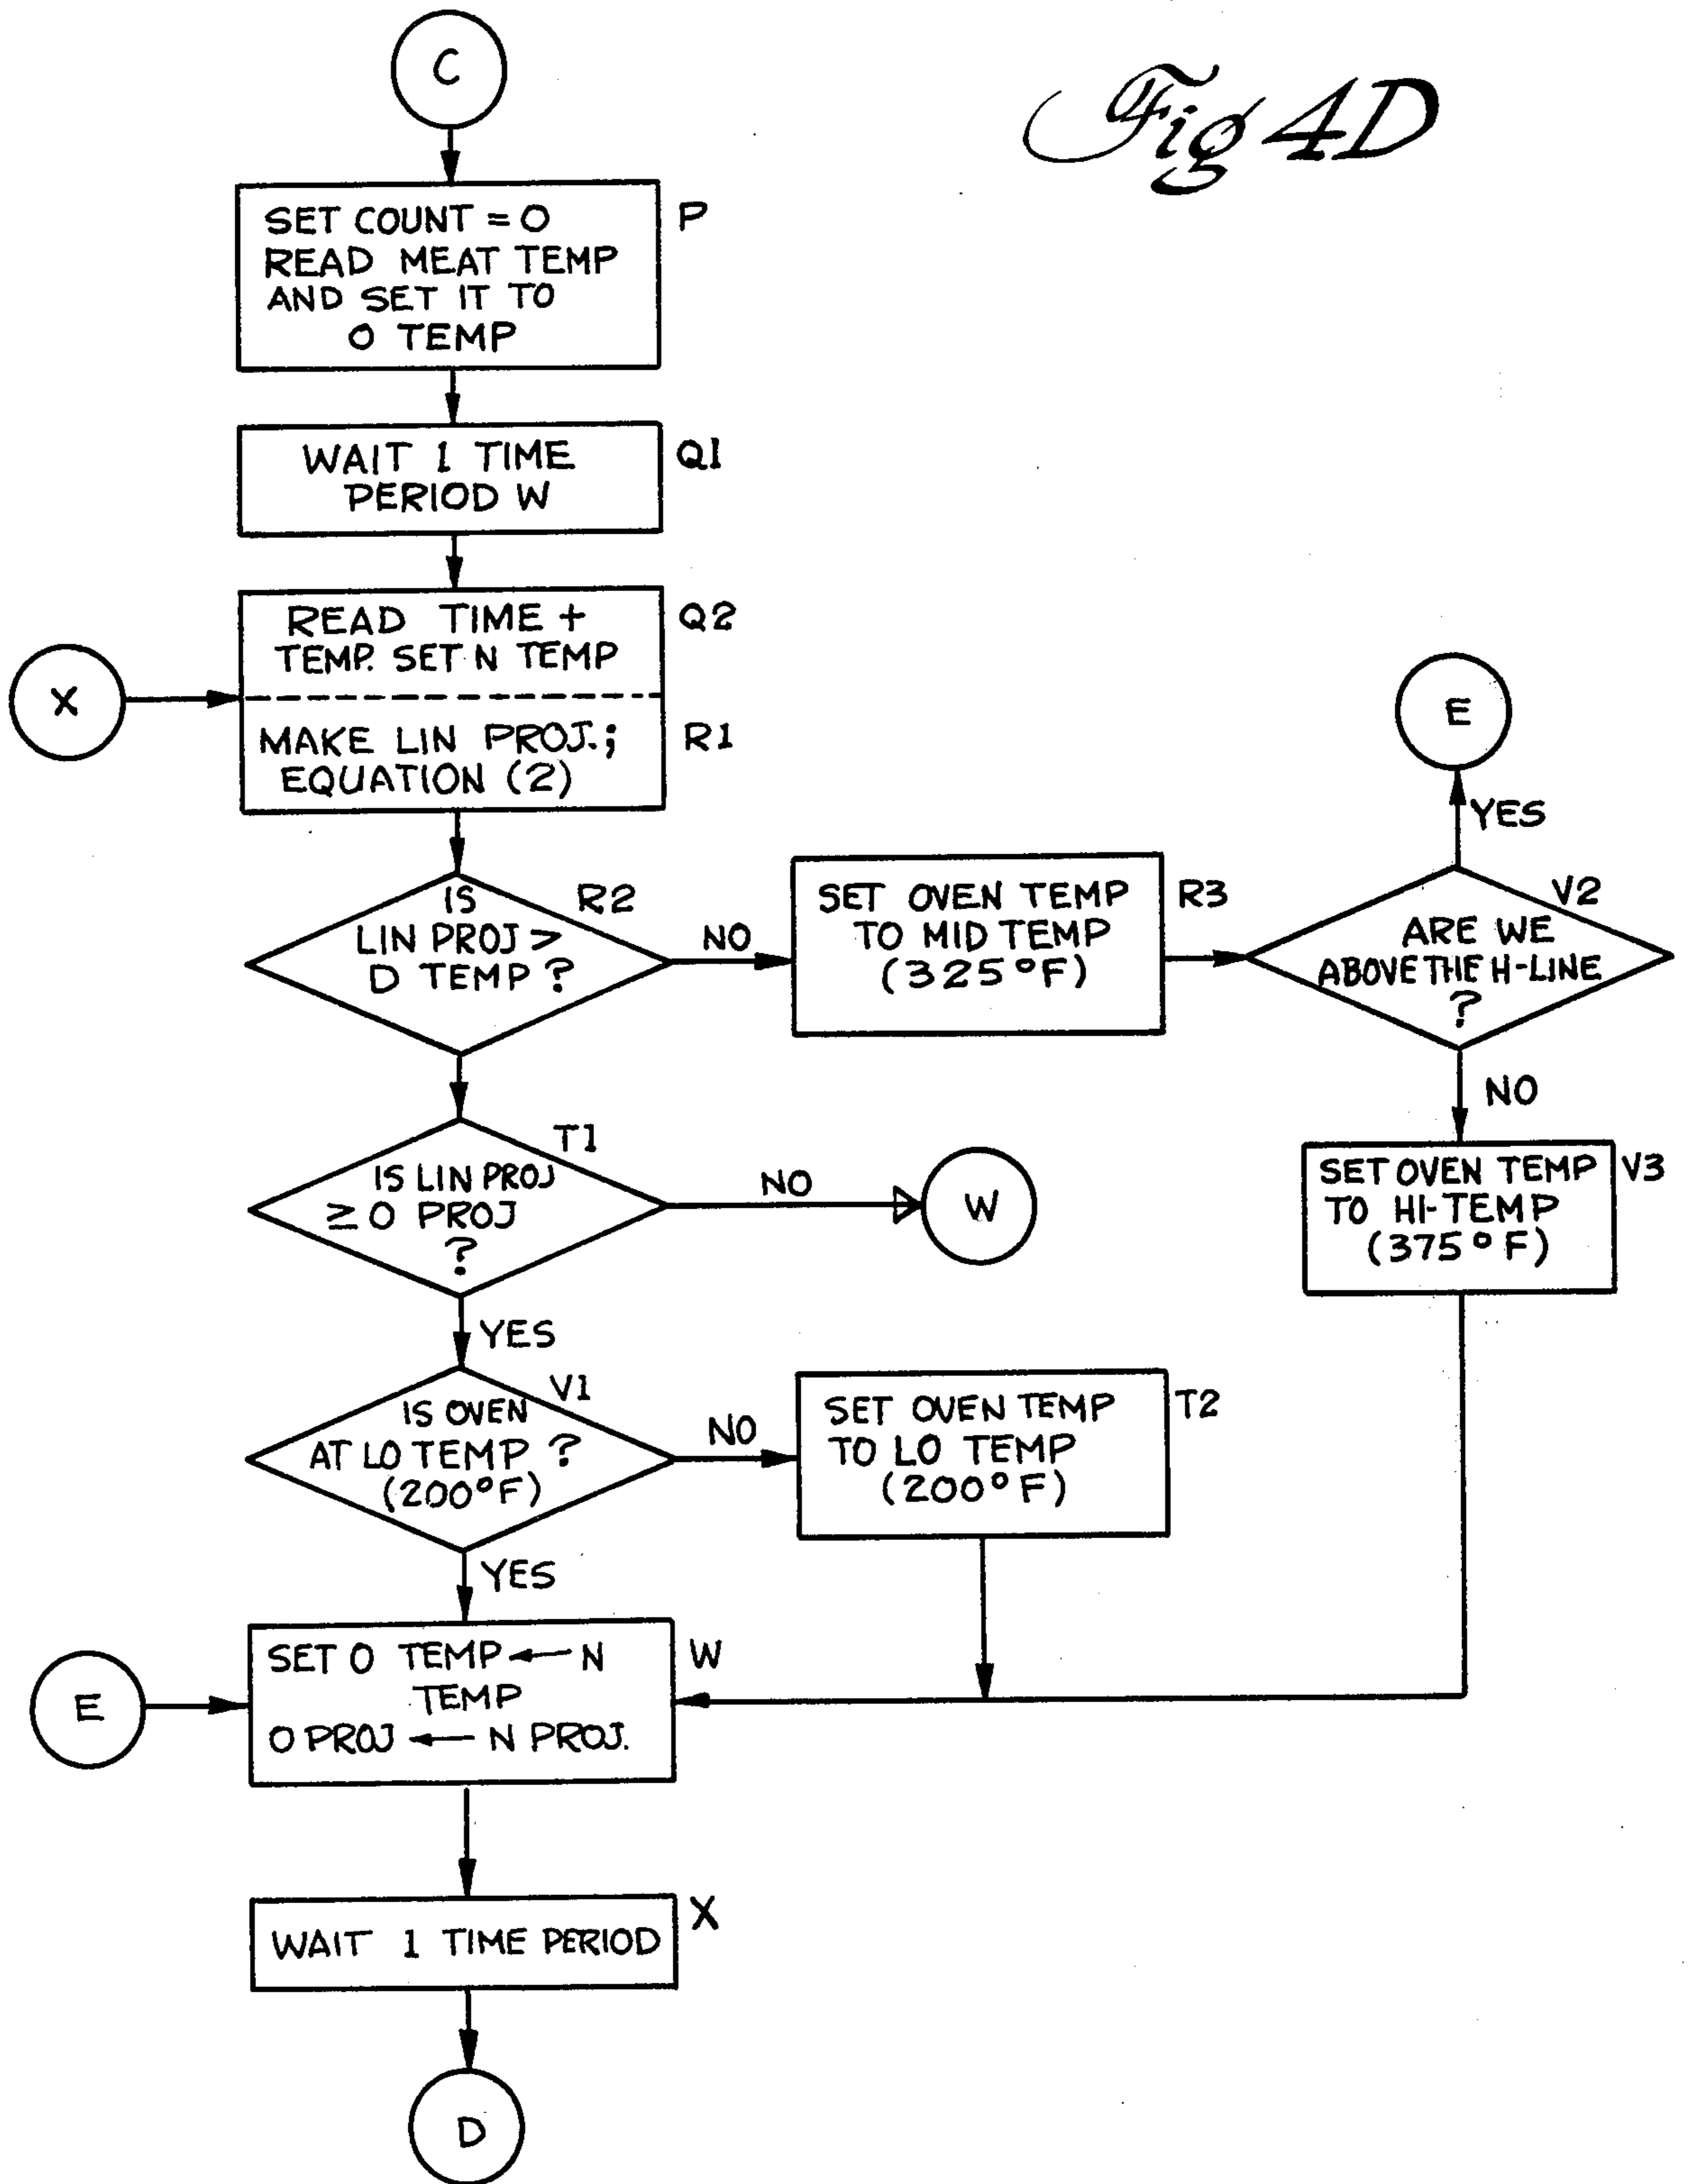 C
Fig 4D
SET COUNT = 0
READ MEAT TEMP
AND SET IT TO
O TEMP
P
WAIT 1 TIME
PERIOD W
Q1
READ TIME +
TEMP. SET N TEMP
Q2
X
MAKE LIN PROJ.;
EQUATION (2)
R1
E
YES
IS
LIN PROJ >
D TEMP ?
R2
NO
SET OVEN TEMP
TO MID TEMP
(325°F)
R3
ARE WE
ABOVE THE H-LINE
?
V2
NO
IS LIN PROJ
≥ O PROJ
?
T1
NO
W
SET OVEN TEMP
TO HI-TEMP
(375°F)
V3
YES
IS OVEN
AT LO TEMP ?
(200°F)
V1
NO
SET OVEN TEMP
TO LO TEMP
(200°F)
T2
YES
E
SET O TEMP ← N
TEMP
O PROJ ← N PROJ.
W
WAIT 1 TIME PERIOD
X
D